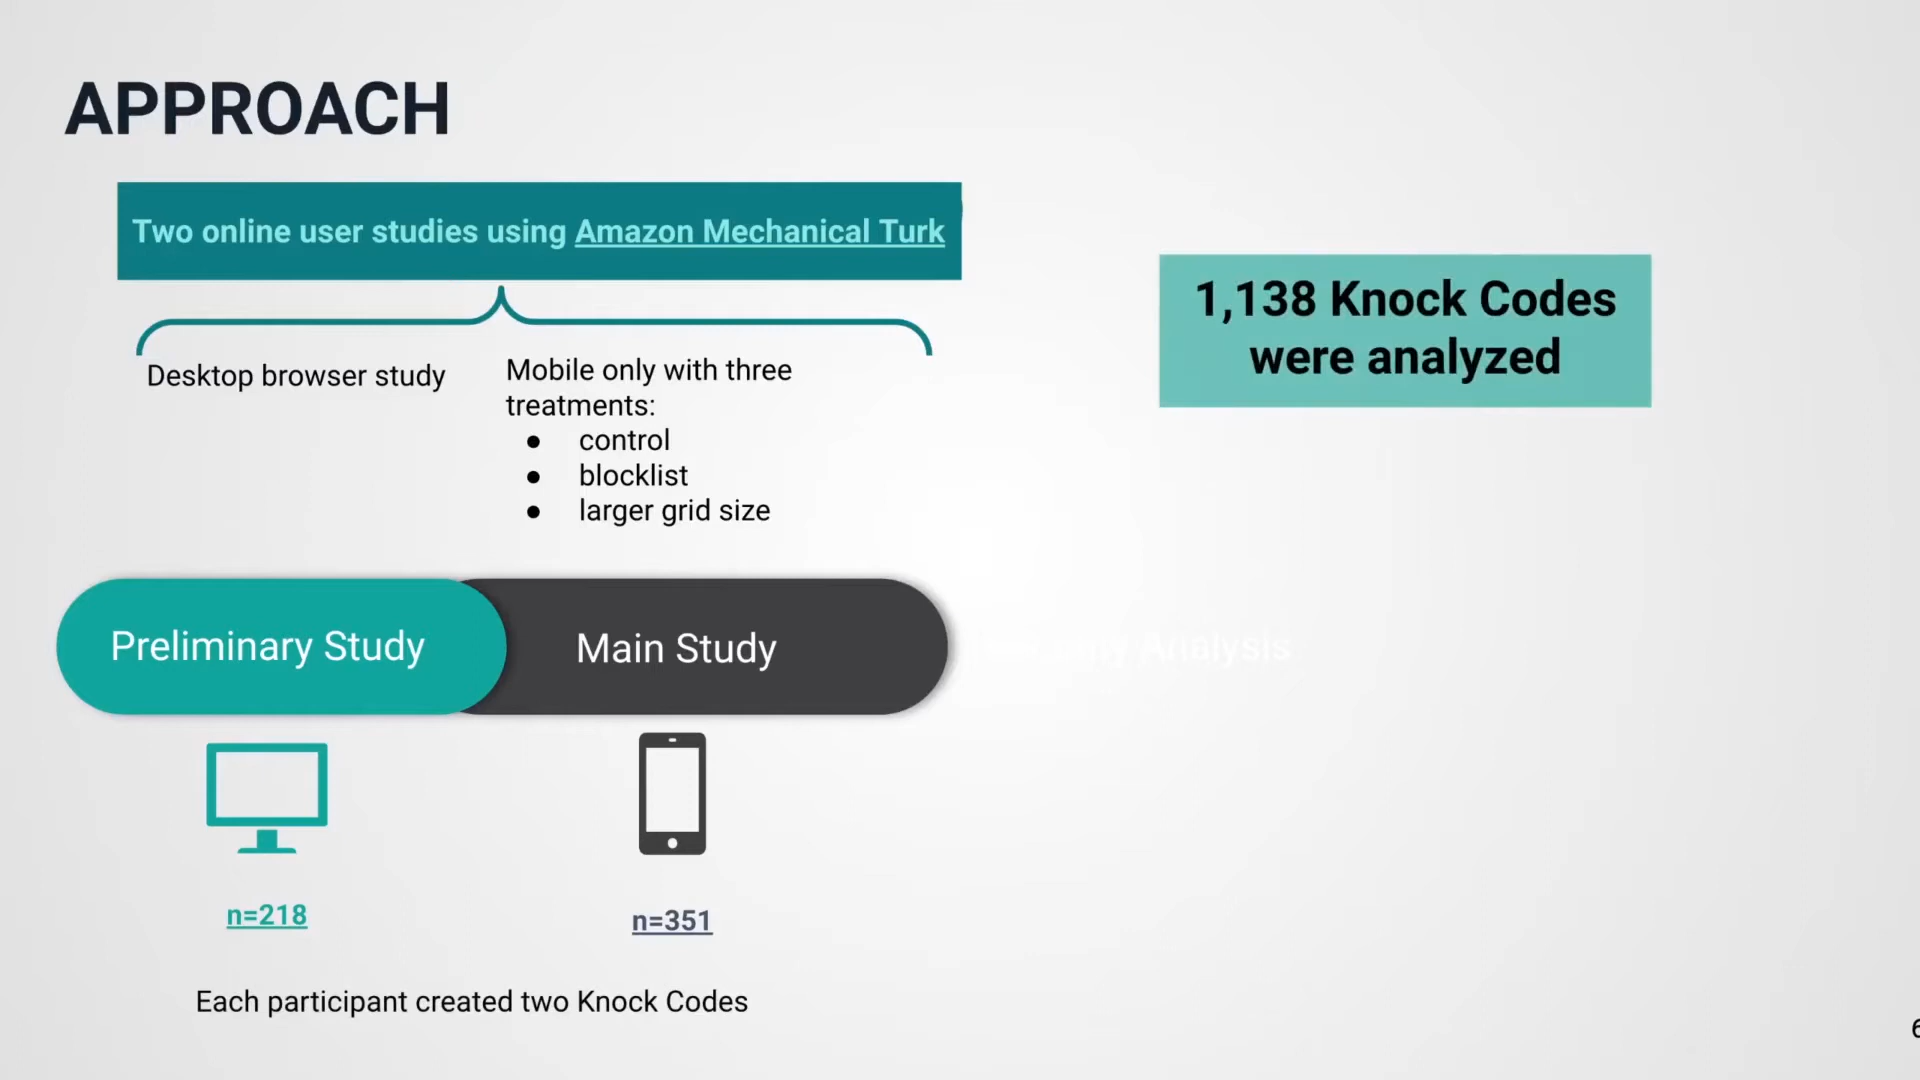 APPROACH
Two online user studies using Amazon Mechanical Turk
1,138 Knock Codes
were analyzed
Desktop browser study
Mobile only with three
treatments:
● control
● blocklist
● larger grid size
Preliminary Study
Main Study
Analysis
n=218
n=351
Each participant created two Knock Codes
6